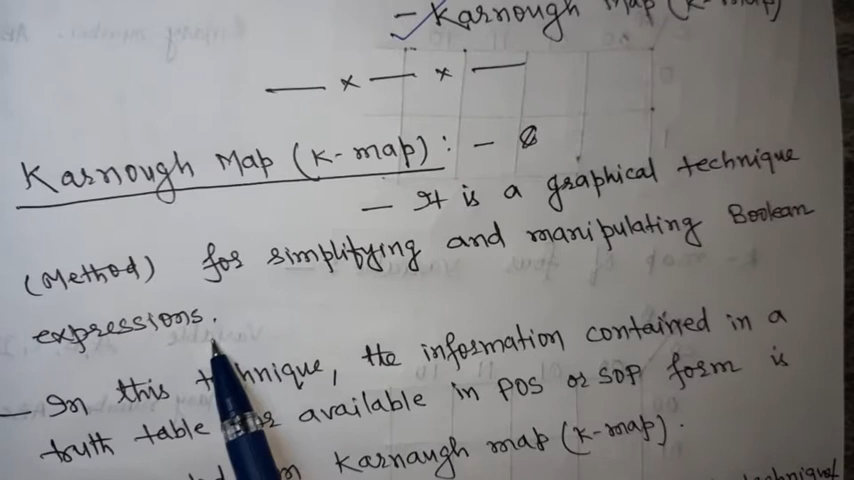 - Karnough Map (K-map)
— × — × —
Karnough Map (K-map) : -
— It is a graphical technique
(Method) for simplifying and manipulating Boolean
expressions.
— In this technique, the information contained in a
truth table or available in POS or SOP form is
Karnaugh map (K-map).
technique